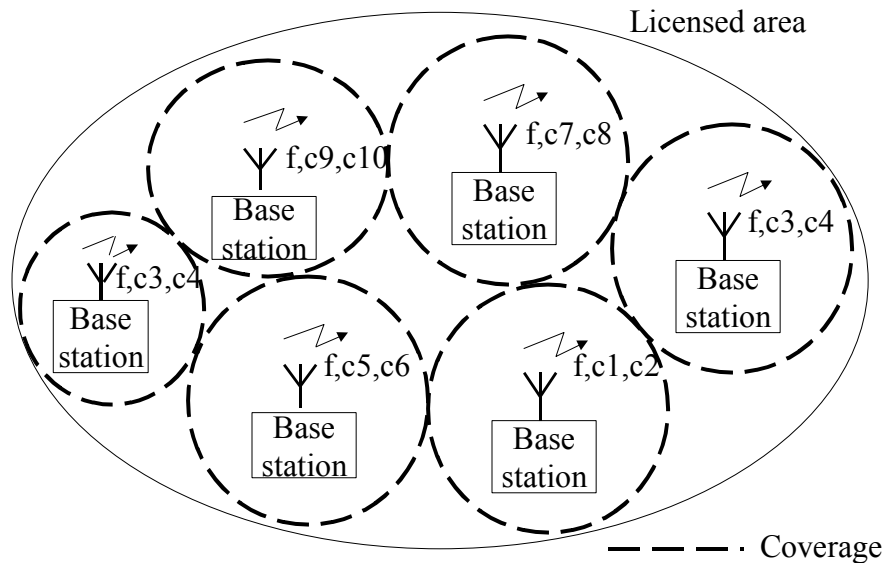 Licensed area
f,c9,c10
Base
station
f,c7,c8
Base
station
f,c3,c4
Base
station
f,c3,c4
Base
station
f,c5,c6
Base
station
f,c1,c2
Base
station
Coverage